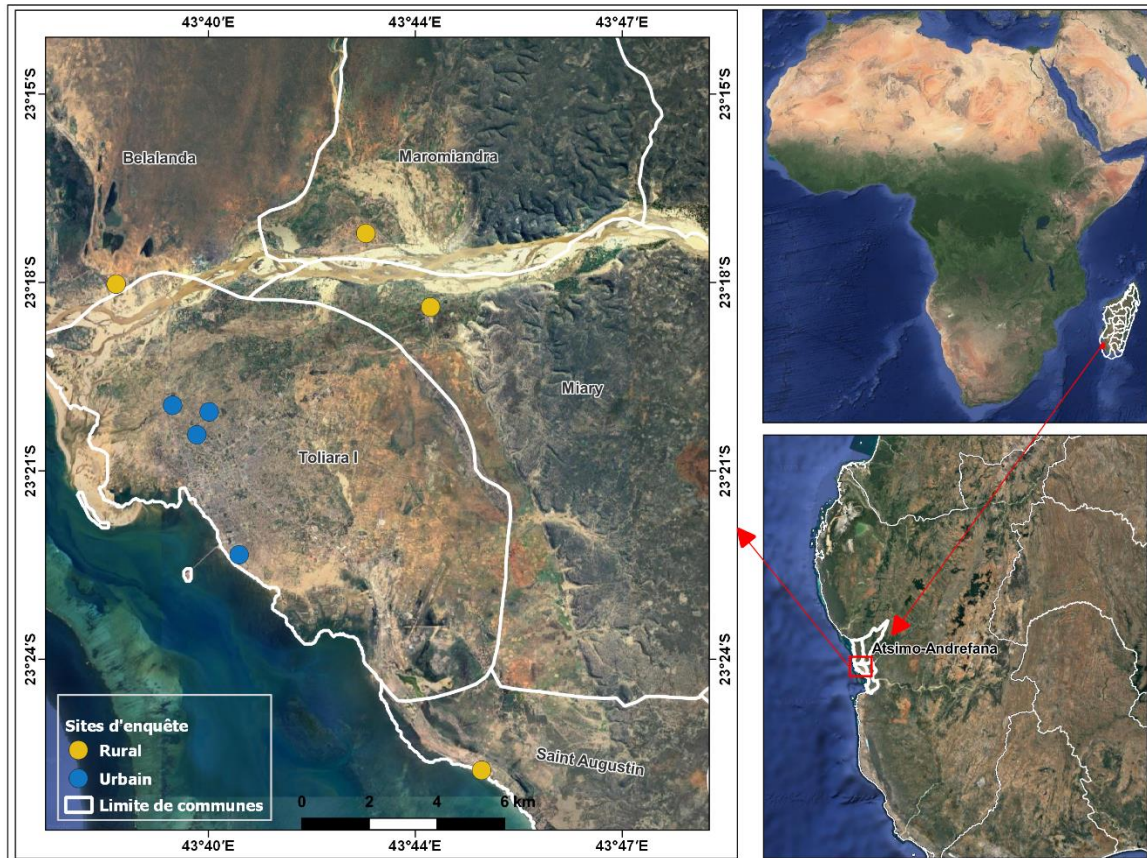 43°40'E 43°44'E 43°47'E
23°15'S 23°15'S
Belalanda
Maromiandra
23°18'S 23°18'S
Miary
Toliara I
23°21'S 23°21'S
23°24'S 23°24'S
Atsimo-Andrefana
Saint Augustin
Sites d'enquête
Rural
Urbain
Limite de communes
0 2 4 6 km
43°40'E 43°44'E 43°47'E